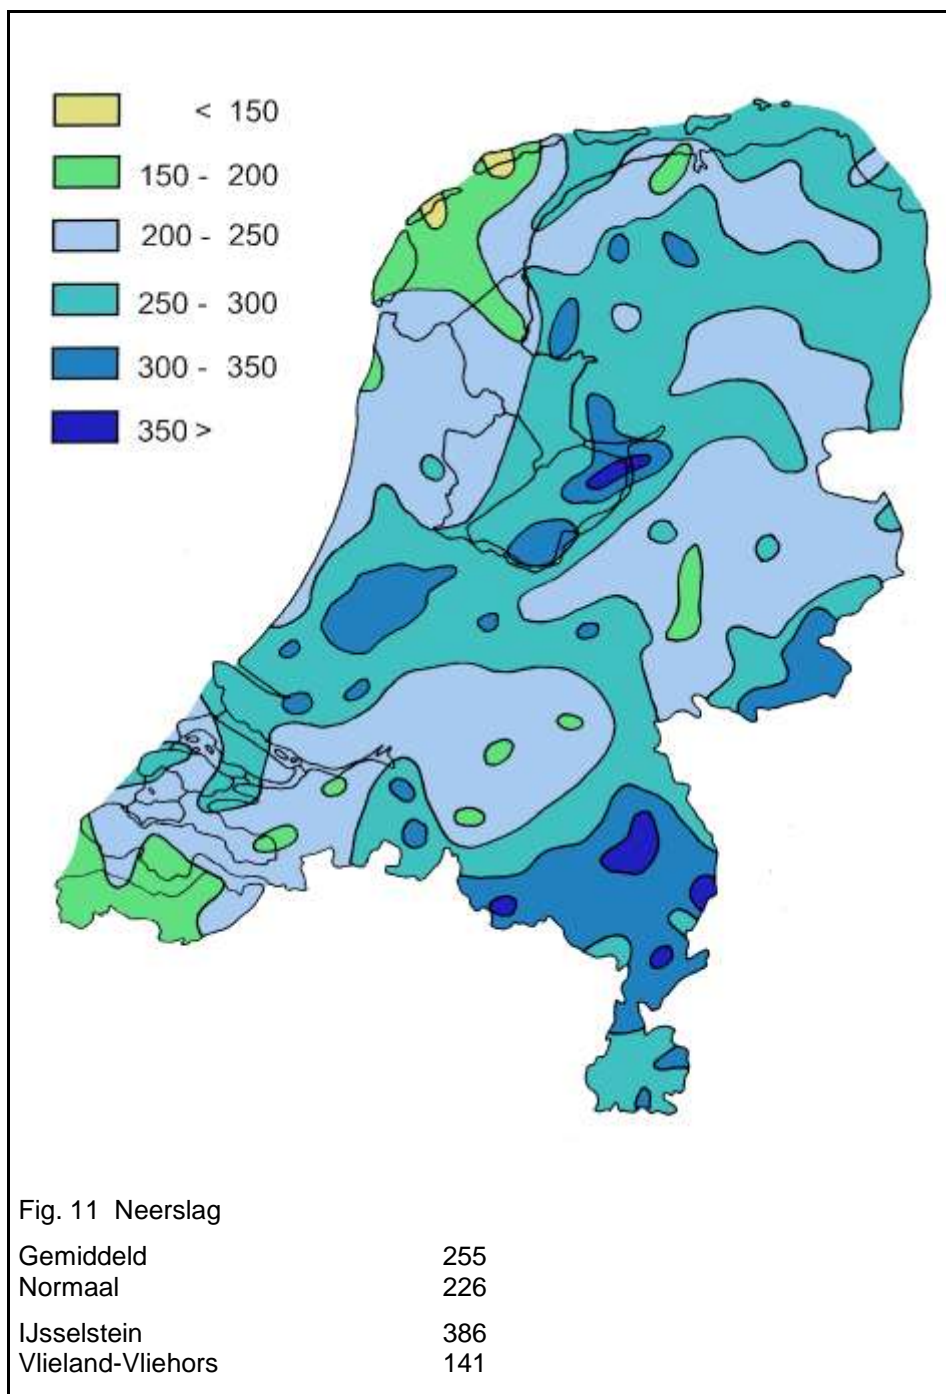 < 150
150 - 200
200 - 250
250 - 300
300 - 350
350 >
Fig. 11 Neerslag
Gemiddeld 255
Normaal 226
IJsselstein 386
Vlieland-Vliehors 141